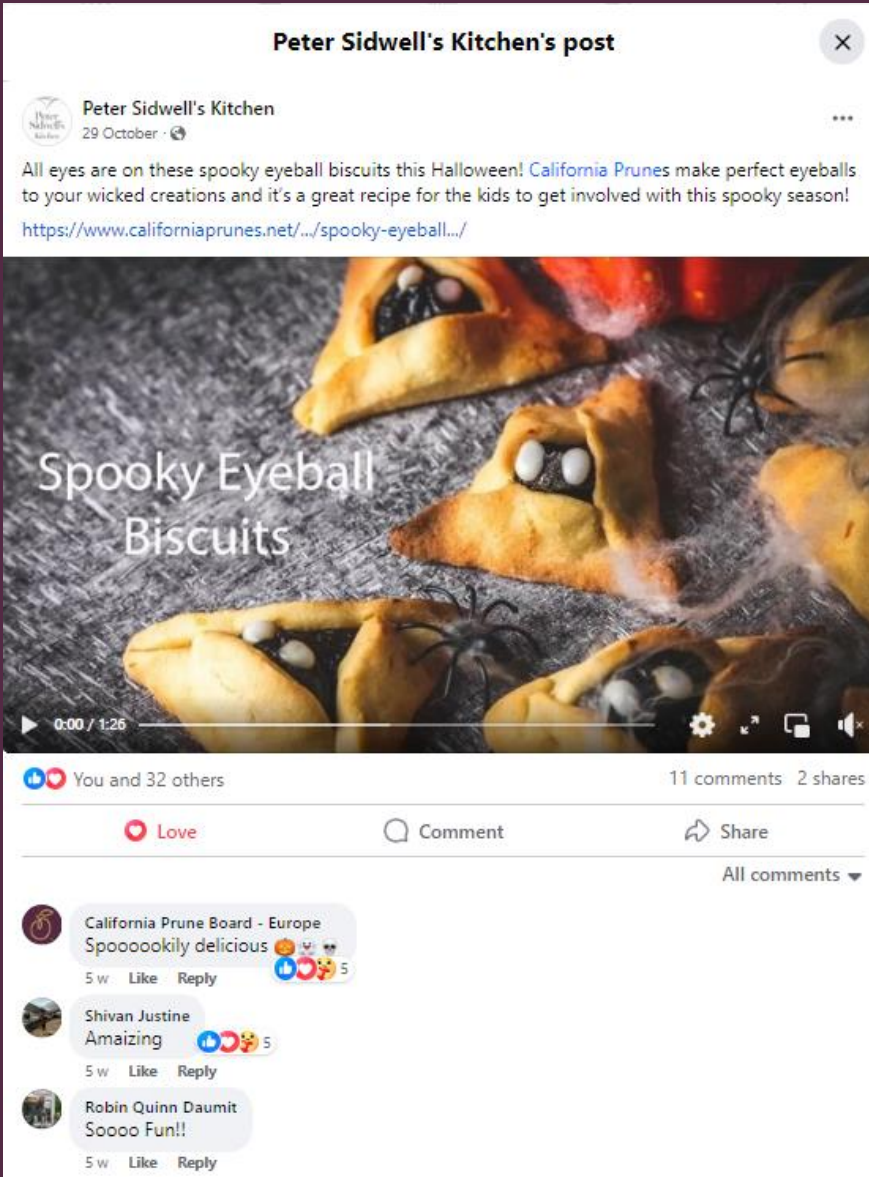 Peter Sidwell's Kitchen's post
Peter Sidwell's Kitchen
Peter
Sidwell's
Kitchen
29 October ·
All eyes are on these spooky eyeball biscuits this Halloween! California Prunes make perfect eyeballs
to your wicked creations and it's a great recipe for the kids to get involved with this spooky season!
https://www.californiaprunes.net/.../spooky-eyeball.../
Spooky Eyeball
Biscuits
0:00 / 1:26
You and 32 others 11 comments 2 shares
Love Comment Share
All comments
California Prune Board - Europe
Spoooookily delicious 🎃👻💀
5
5 w Like Reply
Shivan Justine
Amaizing
5
5 w Like Reply
Robin Quinn Daumit
Soooo Fun!!
5 w Like Reply